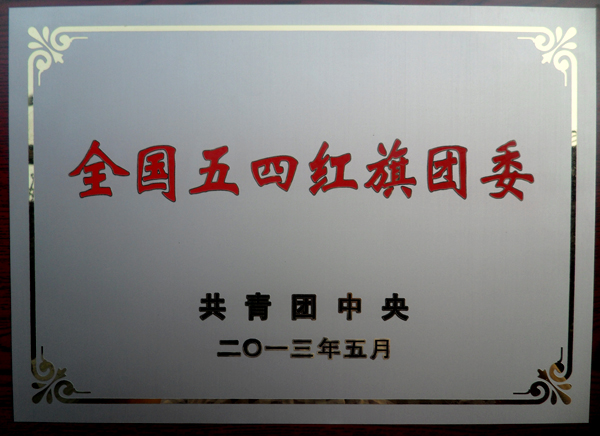 全国五四红旗团委
共青团中央
二〇一三年五月